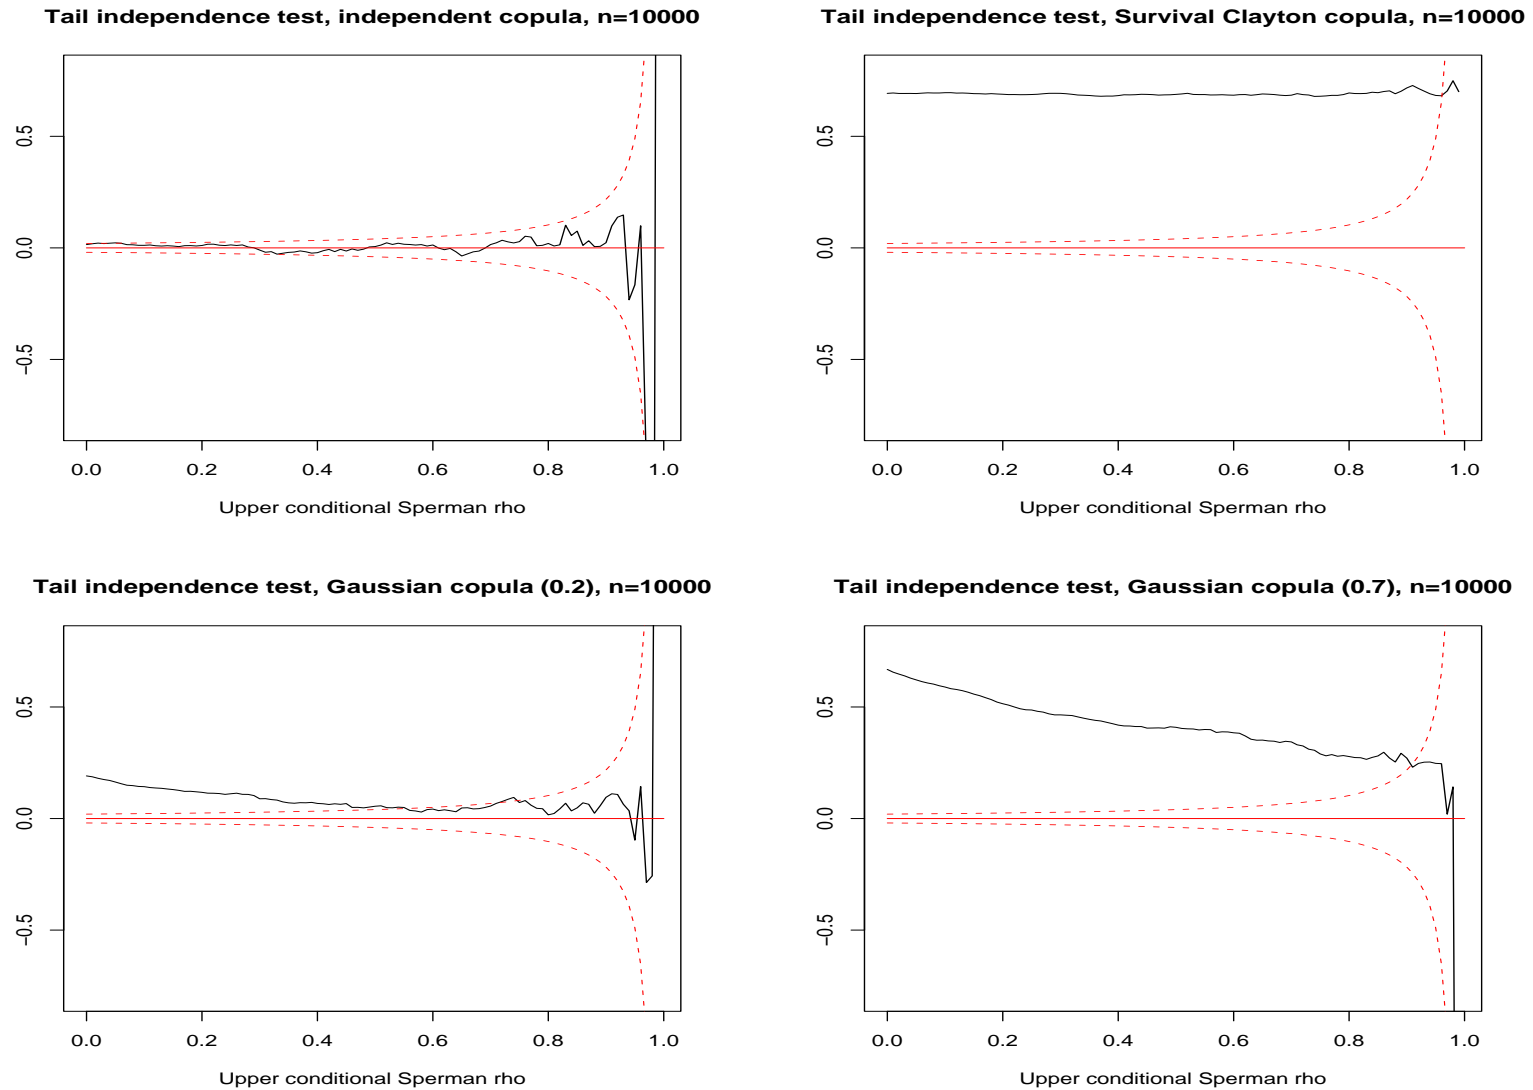 Tail independence test, independent copula, n=10000
0.5
0.0
−0.5
0.0 0.2 0.4 0.6 0.8 1.0
Upper conditional Sperman rho
Tail independence test, Survival Clayton copula, n=10000
0.5
0.0
−0.5
0.0 0.2 0.4 0.6 0.8 1.0
Upper conditional Sperman rho
Tail independence test, Gaussian copula (0.2), n=10000
0.5
0.0
−0.5
0.0 0.2 0.4 0.6 0.8 1.0
Upper conditional Sperman rho
Tail independence test, Gaussian copula (0.7), n=10000
0.5
0.0
−0.5
0.0 0.2 0.4 0.6 0.8 1.0
Upper conditional Sperman rho